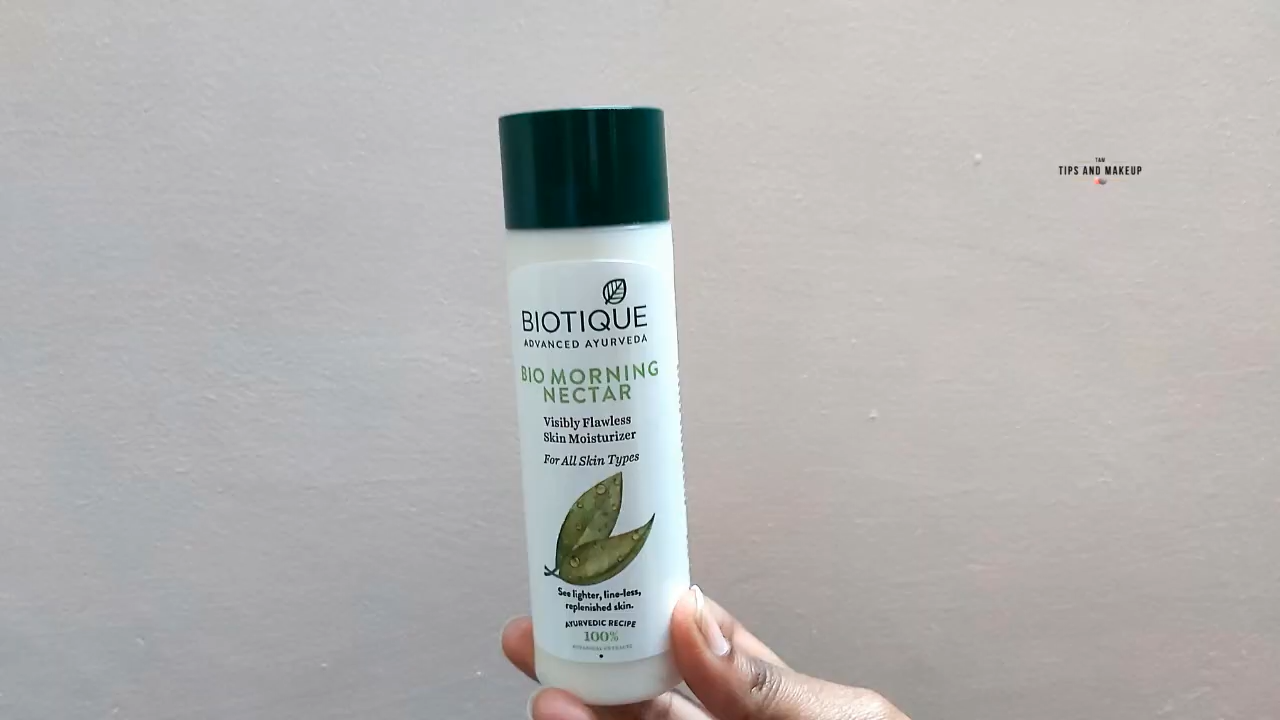 BIOTIQUE
ADVANCED AYURVEDA
BIO MORNING
NECTAR
Visibly Flawless
Skin Moisturizer
For All Skin Types
See lighter, line-less,
replenished skin.
AYURVEDIC RECIPE
100%
TAM
TIPS AND MAKEUP